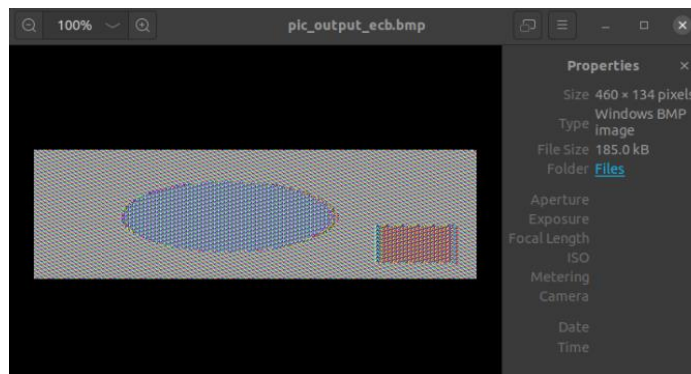 100%
pic_output_ecb.bmp
Properties
Size 460 × 134 pixels
Type Windows BMP
image
File Size 185.0 kB
Folder Files
Aperture
Exposure
Focal Length
ISO
Metering
Camera
Date
Time